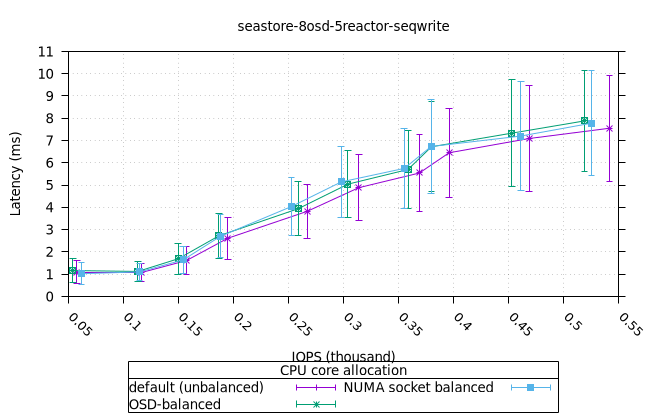 seastore-8osd-5reactor-seqwrite
11
10
9
8
7
6
5
4
3
2
1
0
Latency (ms)
0.05 0.1 0.15 0.2 0.25 0.3 0.35 0.4 0.45 0.5 0.55
IOPS (thousand)
CPU core allocation
default (unbalanced) NUMA socket balanced
OSD-balanced